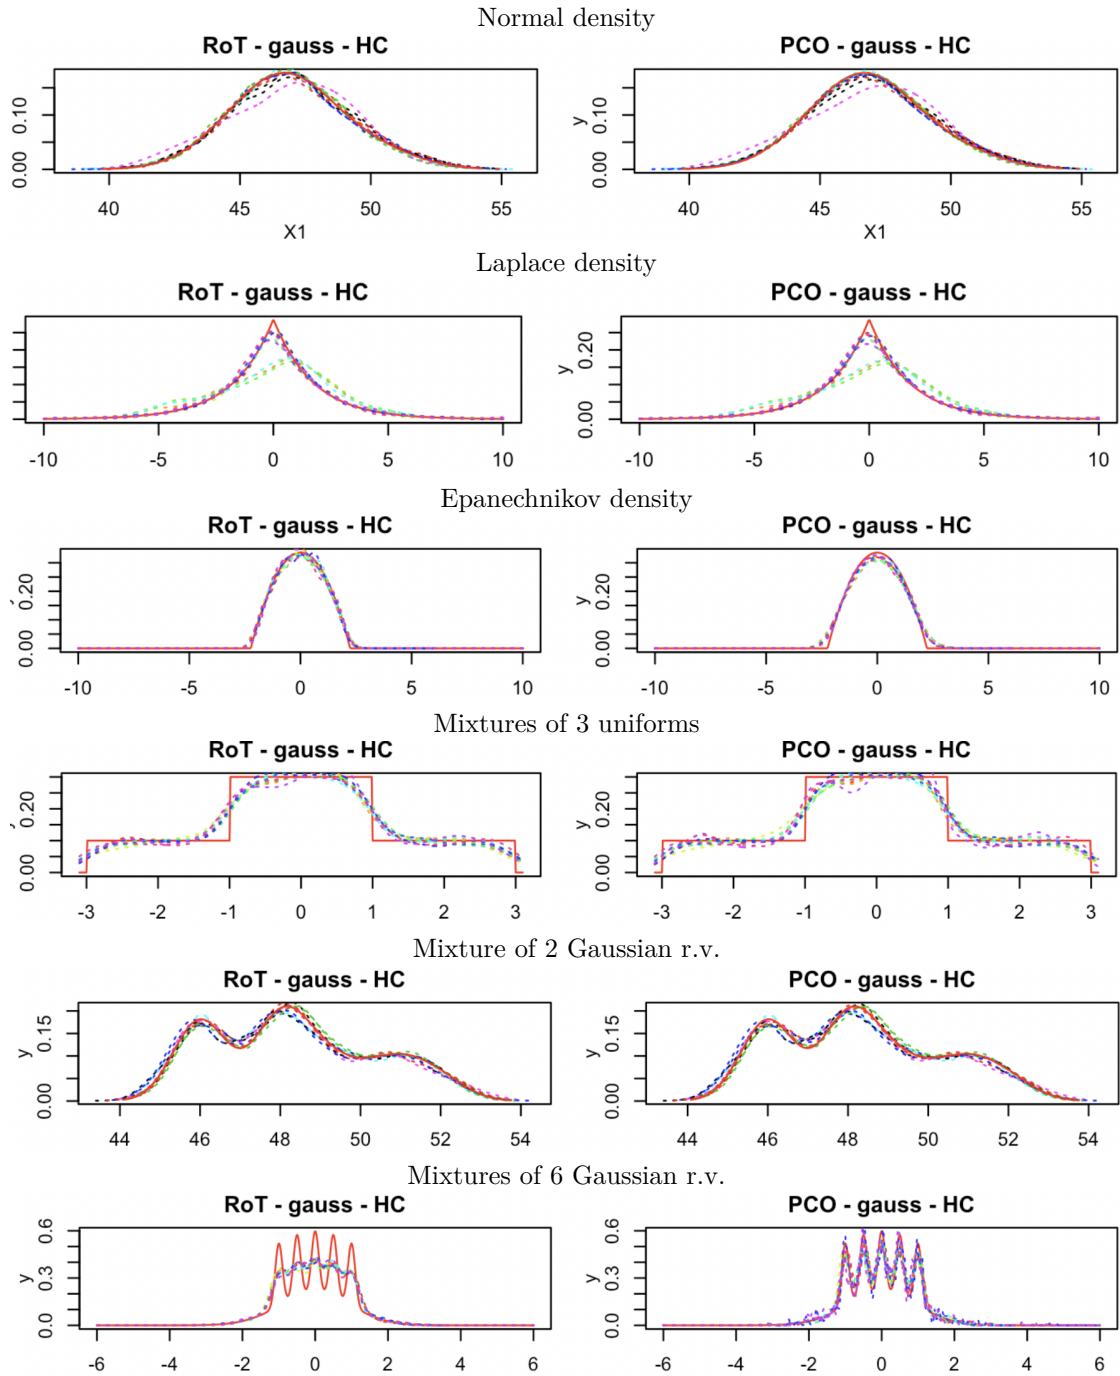 Normal density
RoT - gauss - HC PCO - gauss - HC
0.10 y 0.10
0.00 0.00
40 45 50 55 40 45 50 55
X1 X1
Laplace density
RoT - gauss - HC PCO - gauss - HC
y 0.20
0.00
-10 -5 0 5 10 -10 -5 0 5 10
Epanechnikov density
RoT - gauss - HC PCO - gauss - HC
0.20 y 0.20
0.00 0.00
-10 -5 0 5 10 -10 -5 0 5 10
Mixtures of 3 uniforms
RoT - gauss - HC PCO - gauss - HC
0.20 y 0.20
0.00 0.00
-3 -2 -1 0 1 2 3 -3 -2 -1 0 1 2 3
Mixture of 2 Gaussian r.v.
RoT - gauss - HC PCO - gauss - HC
y 0.15 y 0.15
0.00 0.00
44 46 48 50 52 54 44 46 48 50 52 54
Mixtures of 6 Gaussian r.v.
RoT - gauss - HC PCO - gauss - HC
0.6 0.6
y 0.3 y 0.3
0.0 0.0
-6 -4 -2 0 2 4 6 -6 -4 -2 0 2 4 6